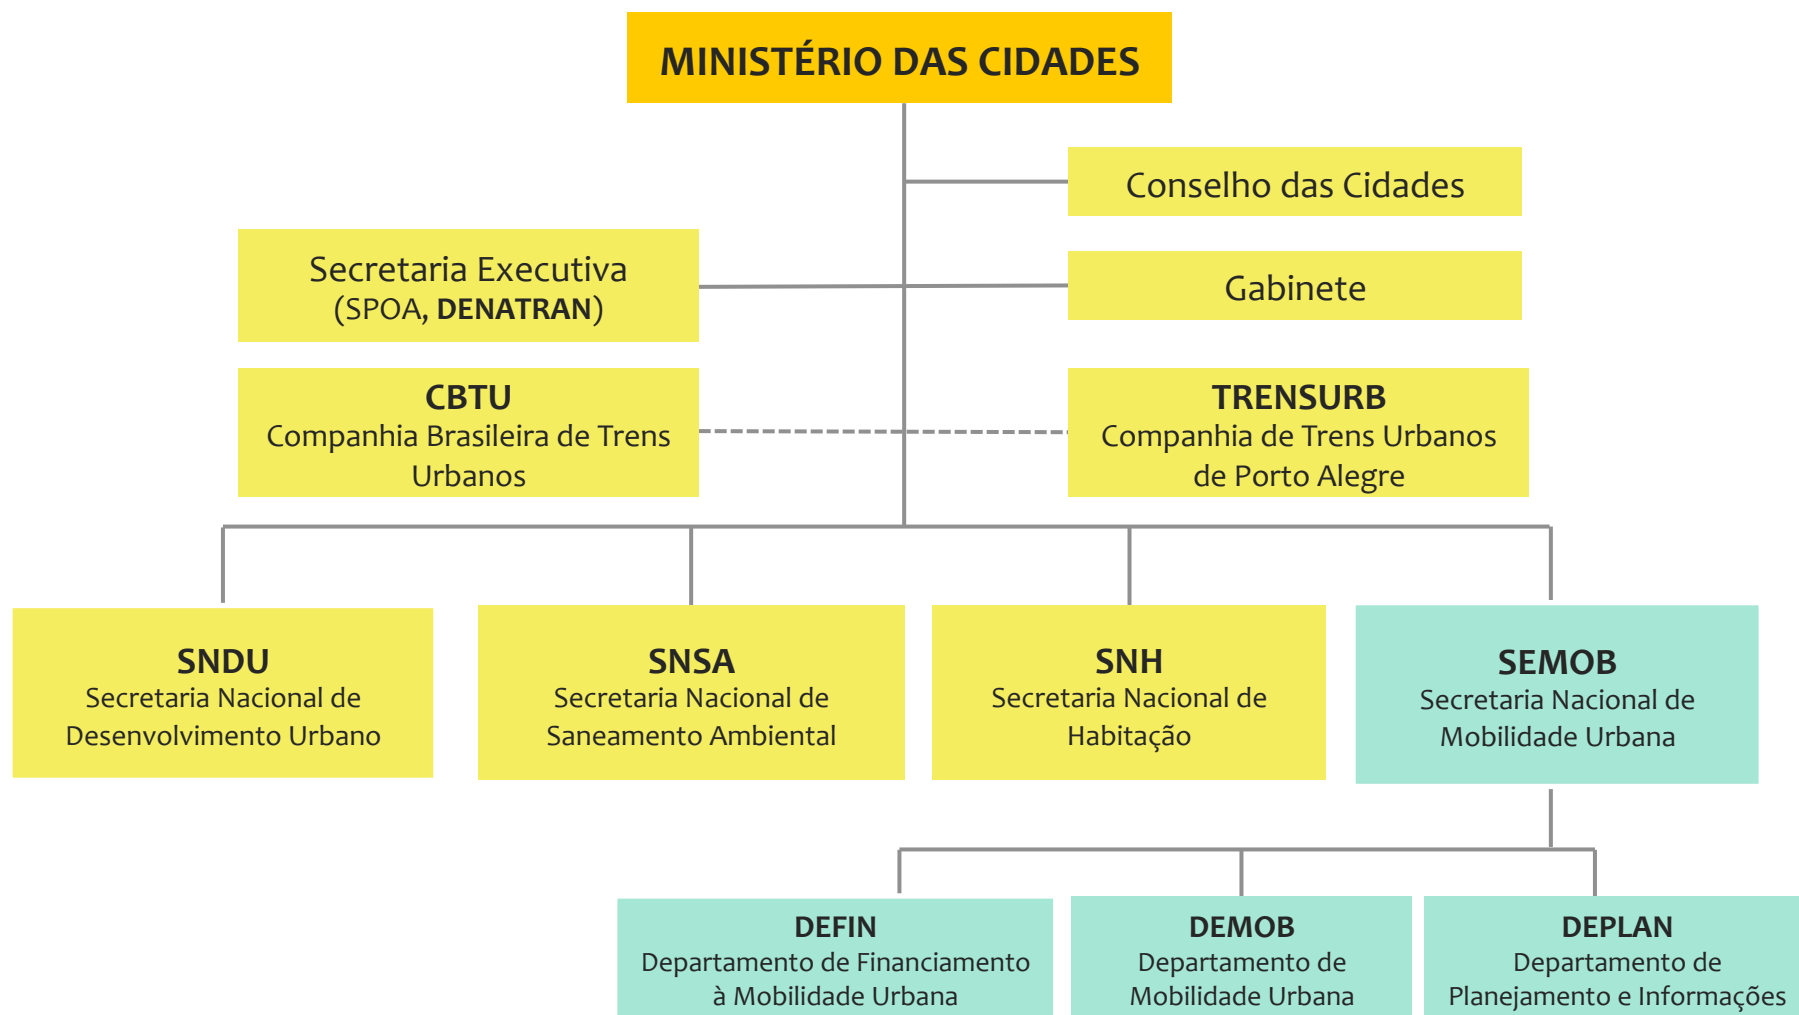 MINISTÉRIO DAS CIDADES
Conselho das Cidades
Secretaria Executiva
(SPOA, DENATRAN)
Gabinete
CBTU
Companhia Brasileira de Trens
Urbanos
TRENSURB
Companhia de Trens Urbanos
de Porto Alegre
SNDU
Secretaria Nacional de
Desenvolvimento Urbano
SNSA
Secretaria Nacional de
Saneamento Ambiental
SNH
Secretaria Nacional de
Habitação
SEMOB
Secretaria Nacional de
Mobilidade Urbana
DEFIN
Departamento de Financiamento
à Mobilidade Urbana
DEMOB
Departamento de
Mobilidade Urbana
DEPLAN
Departamento de
Planejamento e Informações